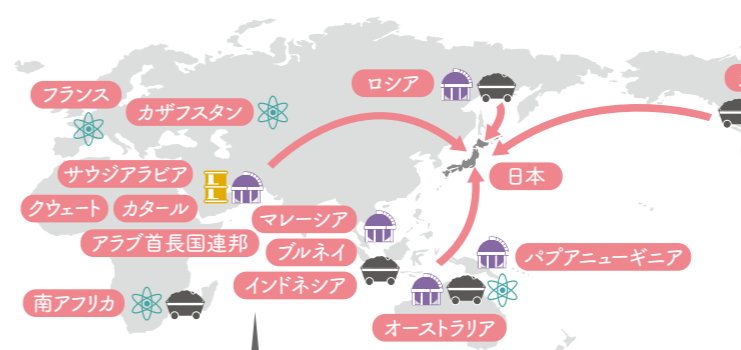 ロシア
フランス
カザフスタン
サウジアラビア
日本
クウェート
カタール
マレーシア
アラブ首長国連邦
ブルネイ
パプアニューギニア
インドネシア
南アフリカ
オーストラリア